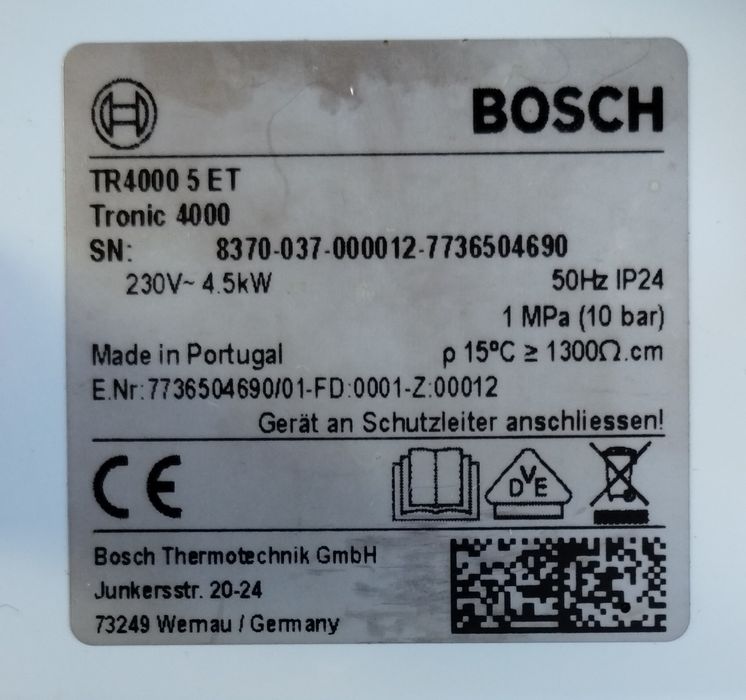 BOSCH
TR4000 5 ET
Tronic 4000
SN: 8370-037-000012-7736504690
230V~ 4.5kW 50Hz IP24
1 MPa (10 bar)
Made in Portugal ρ 15ºC ≥ 1300Ω.cm
E.Nr:7736504690/01-FD:0001-Z:00012
Gerät an Schutzleiter anschliessen!
CE DVE
Bosch Thermotechnik GmbH
Junkersstr. 20-24
73249 Wernau / Germany